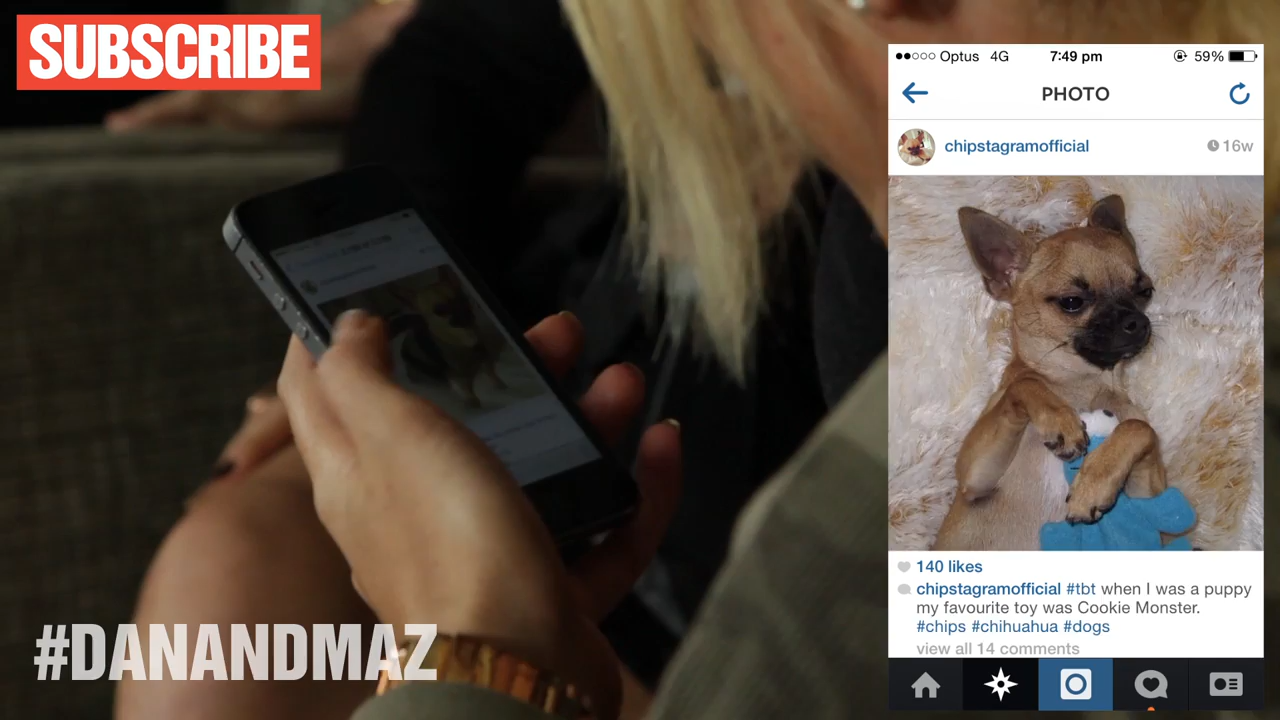 SUBSCRIBE
Optus 4G 7:49 pm 59%
PHOTO
chipstagramofficial 16w
140 likes
chipstagramofficial #tbt when I was a puppy
my favourite toy was Cookie Monster.
#chips #chihuahua #dogs
view all 14 comments
#DANANDMAZ